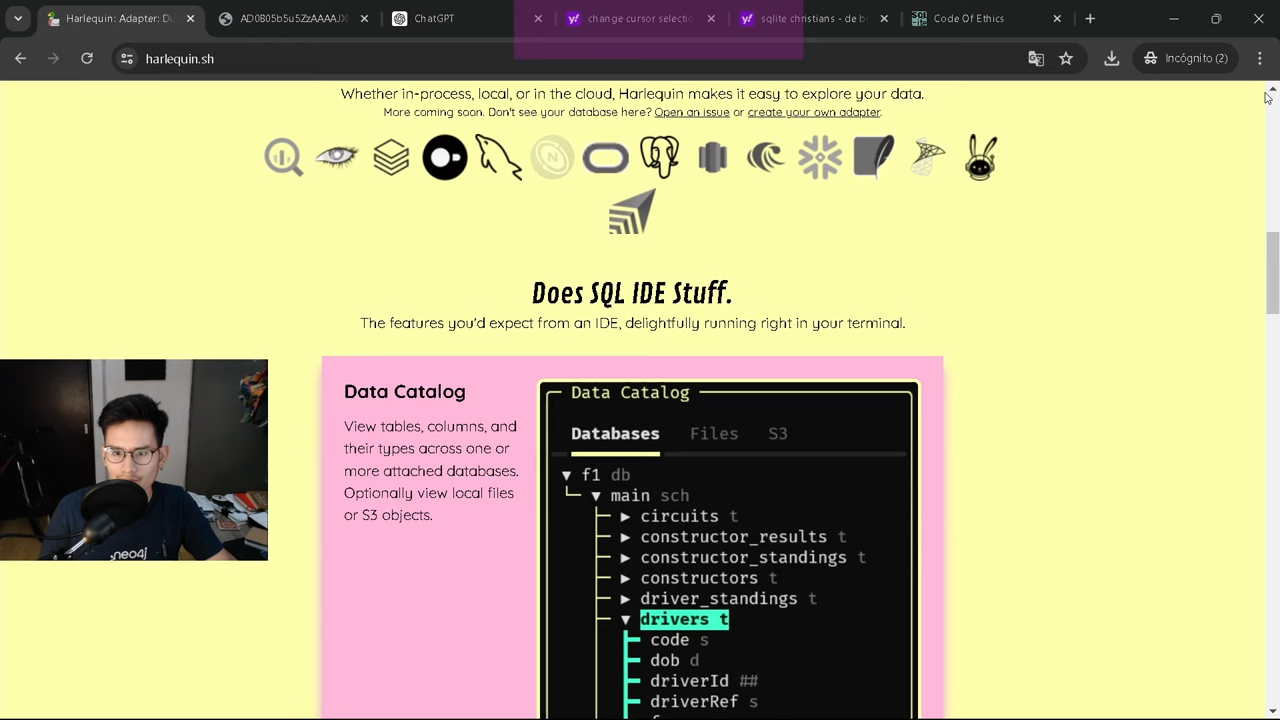 Harlequin: Adapter: Du
AD0B05b5u5ZzAAAAJX
ChatGPT
change cursor selectio
sqlite christians - de b
Code Of Ethics
harlequin.sh
Incógnito (2)
Whether in-process, local, or in the cloud, Harlequin makes it easy to explore your data.
More coming soon. Don't see your database here? Open an issue or create your own adapter.
Does SQL IDE Stuff.
The features you'd expect from an IDE, delightfully running right in your terminal.
Data Catalog
View tables, columns, and
their types across one or
more attached databases.
Optionally view local files
or S3 objects.
Data Catalog
Databases Files S3
▼ f1 db
▼ main sch
▶ circuits t
▶ constructor_results t
▶ constructor_standings t
▶ constructors t
▶ driver_standings t
▼ drivers t
code s
dob d
driverId ##
driverRef s
neo4j